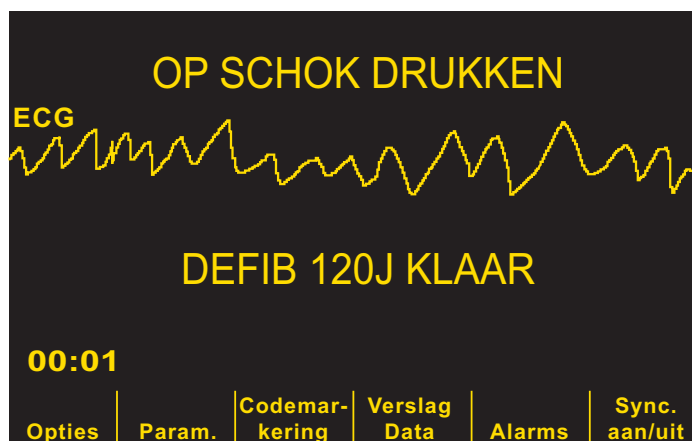 OP SCHOK DRUKKEN
ECG
DEFIB 120J KLAAR
00:01
Opties
Param.
Codemar-
kering
Verslag
Data
Alarms
Sync.
aan/uit